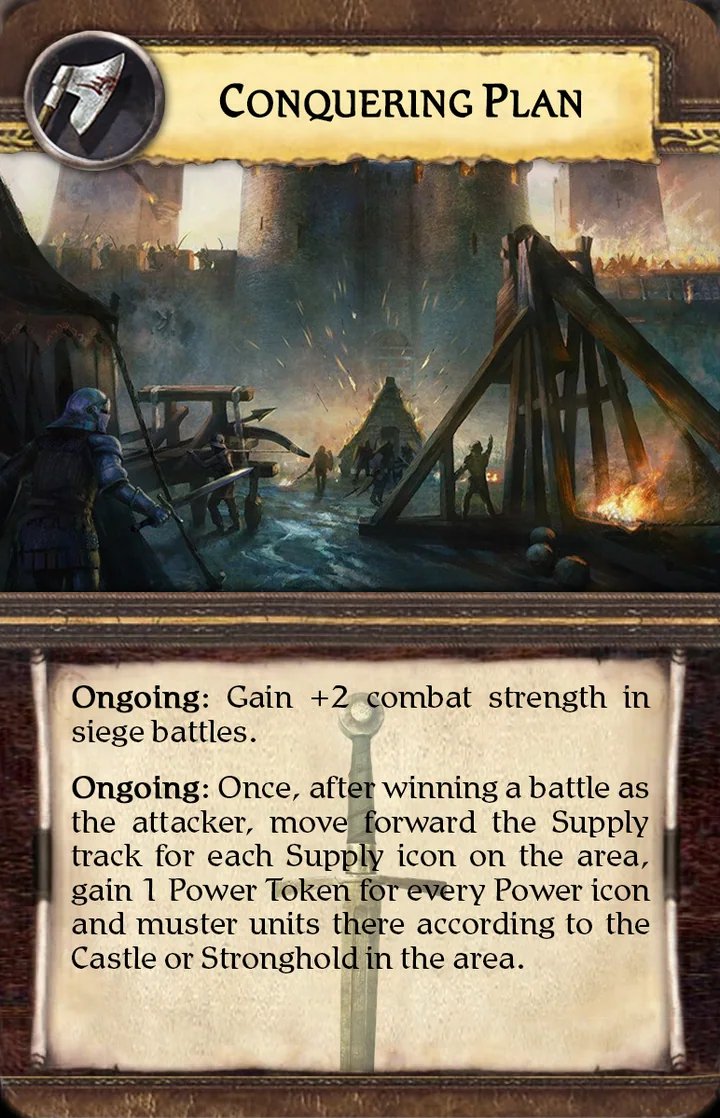 Conquering Plan
Ongoing: Gain +2 combat strength in
siege battles.
Ongoing: Once, after winning a battle as
the attacker, move forward the Supply
track for each Supply icon on the area,
gain 1 Power Token for every Power icon
and muster units there according to the
Castle or Stronghold in the area.